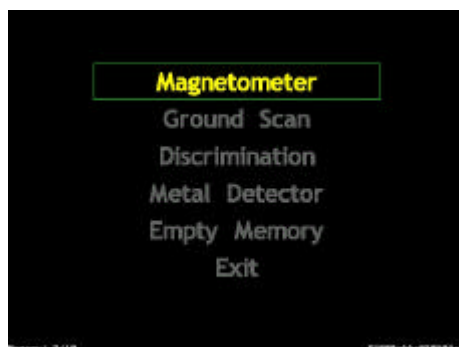 Magnetometer
Ground Scan
Discrimination
Metal Detector
Empty Memory
Exit